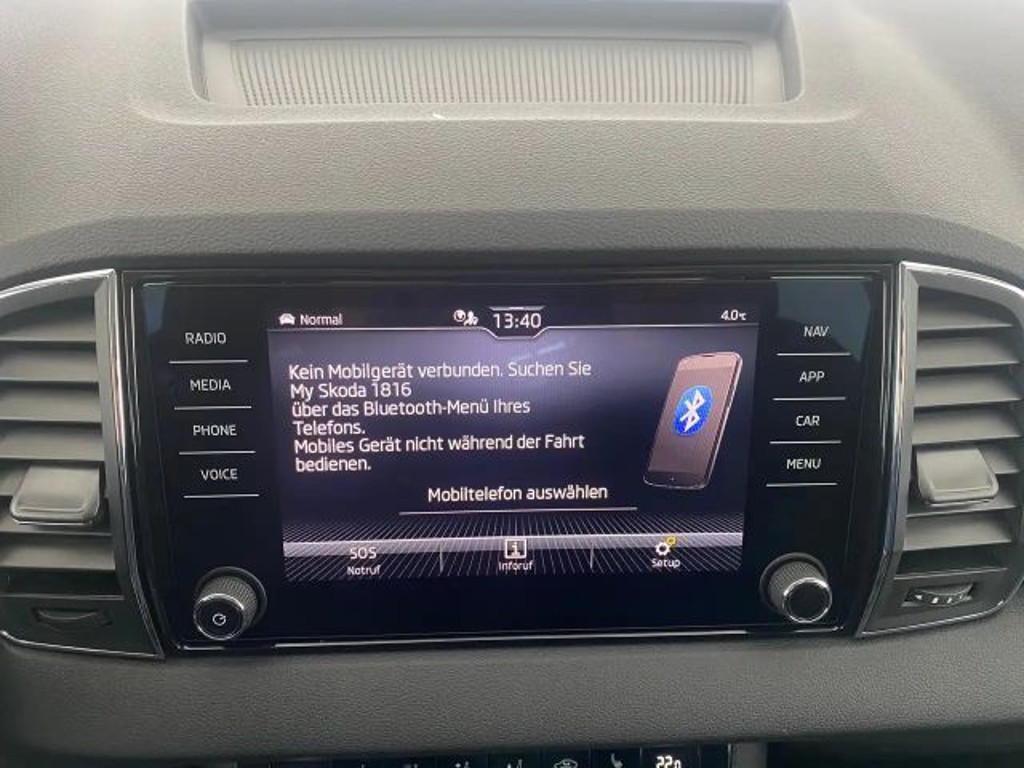 Normal
13:40
4.0°C
RADIO
MEDIA
PHONE
VOICE
Kein Mobilgerät verbunden. Suchen Sie
My Skoda 1816
über das Bluetooth-Menü Ihres
Telefons.
Mobiles Gerät nicht während der Fahrt
bedienen.
Mobiltelefon auswählen
SOS
Notruf
i
Inforuf
Setup
NAV
APP
CAR
MENU
22.0